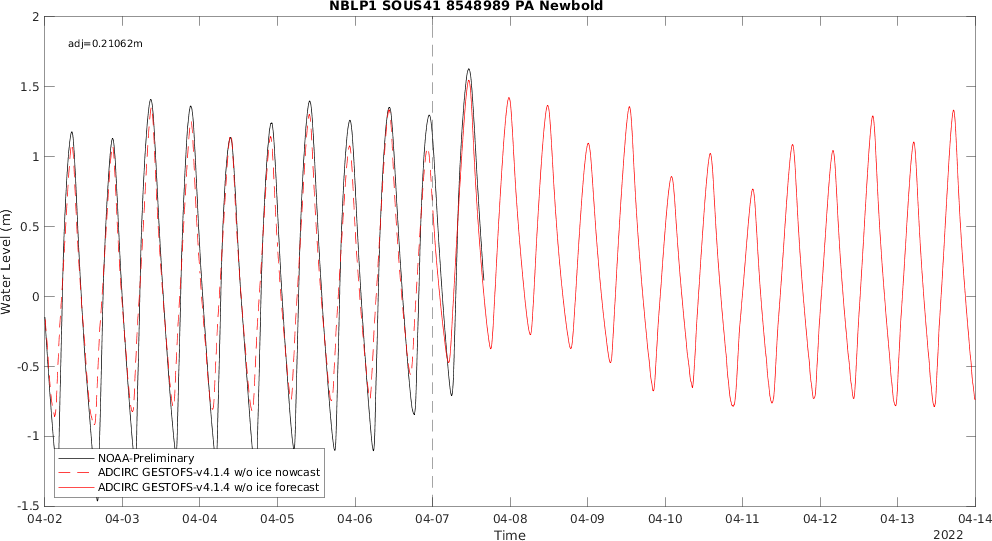 NBLP1 SOUS41 8548989 PA Newbold
adj=0.21062m
Water Level (m)
2
1.5
1
0.5
0
-0.5
-1
-1.5
NOAA-Preliminary
ADCIRC GESTOFS-v4.1.4 w/o ice nowcast
ADCIRC GESTOFS-v4.1.4 w/o ice forecast
04-02 04-03 04-04 04-05 04-06 04-07 04-08 04-09 04-10 04-11 04-12 04-13 04-14
Time
2022